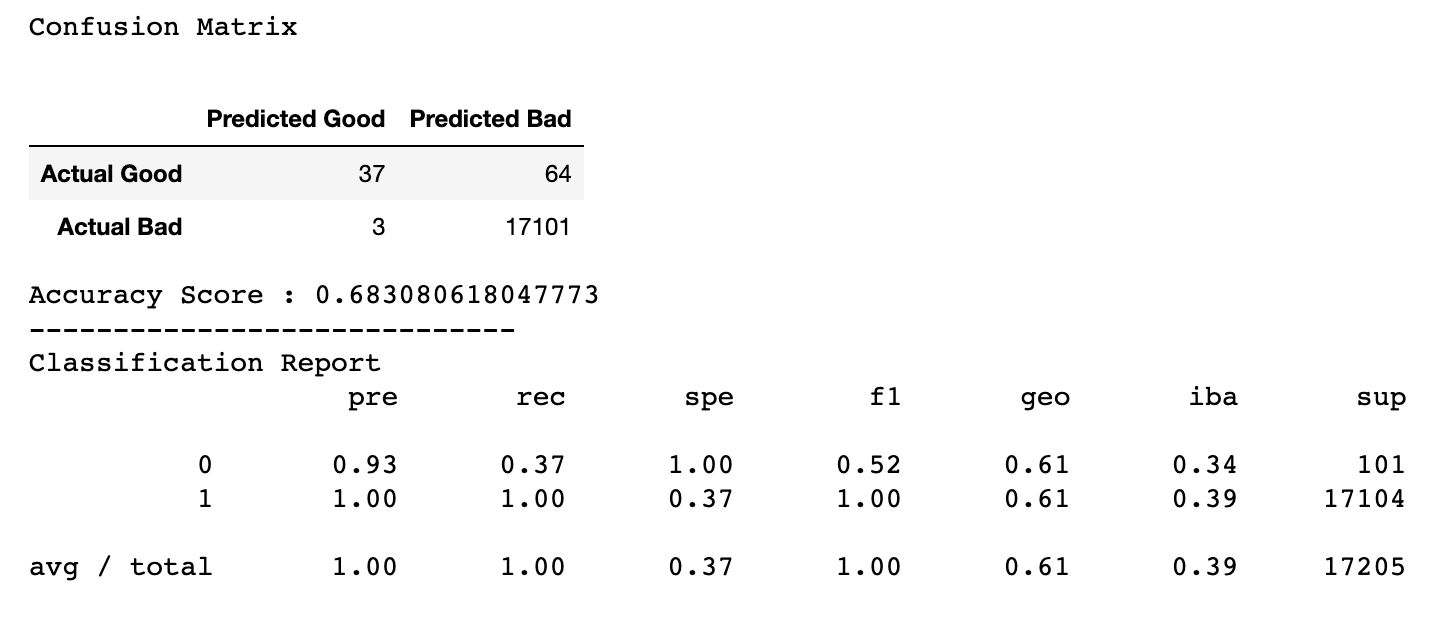 Confusion Matrix
Predicted Good Predicted Bad
Actual Good 37 64
Actual Bad 3 17101
Accuracy Score : 0.683080618047773
-----------------------------
Classification Report
pre rec spe f1 geo iba sup
0 0.93 0.37 1.00 0.52 0.61 0.34 101
1 1.00 1.00 0.37 1.00 0.61 0.39 17104
avg / total 1.00 1.00 0.37 1.00 0.61 0.39 17205